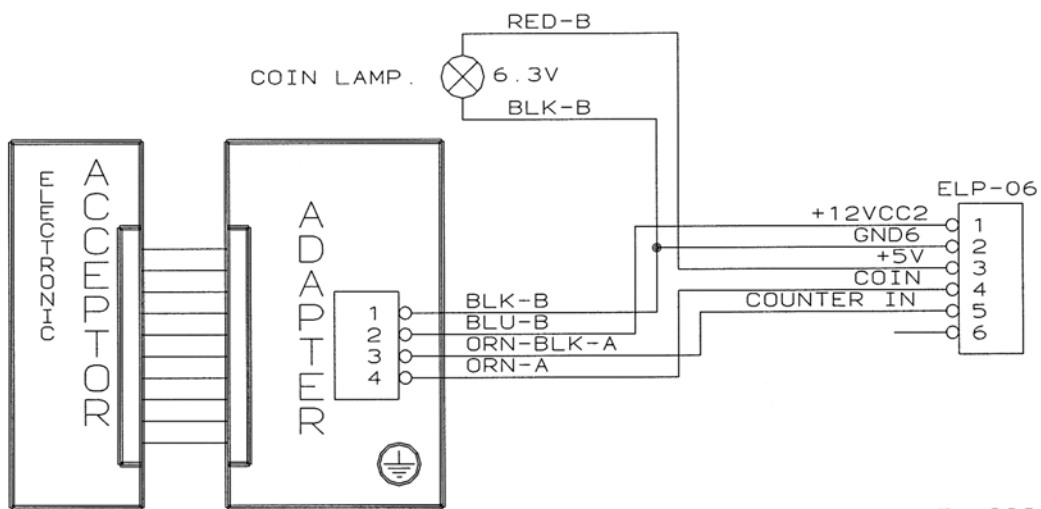 RED-B
COIN LAMP.
6.3V
BLK-B
ELECTRONIC
ACCEPTOR
ADAPTER
1
2
3
4
BLK-B
BLU-B
ORN-BLK-A
ORN-A
ELP-06
+12VCC2
GND6
+5V
COIN
COUNTER IN
1
2
3
4
5
6